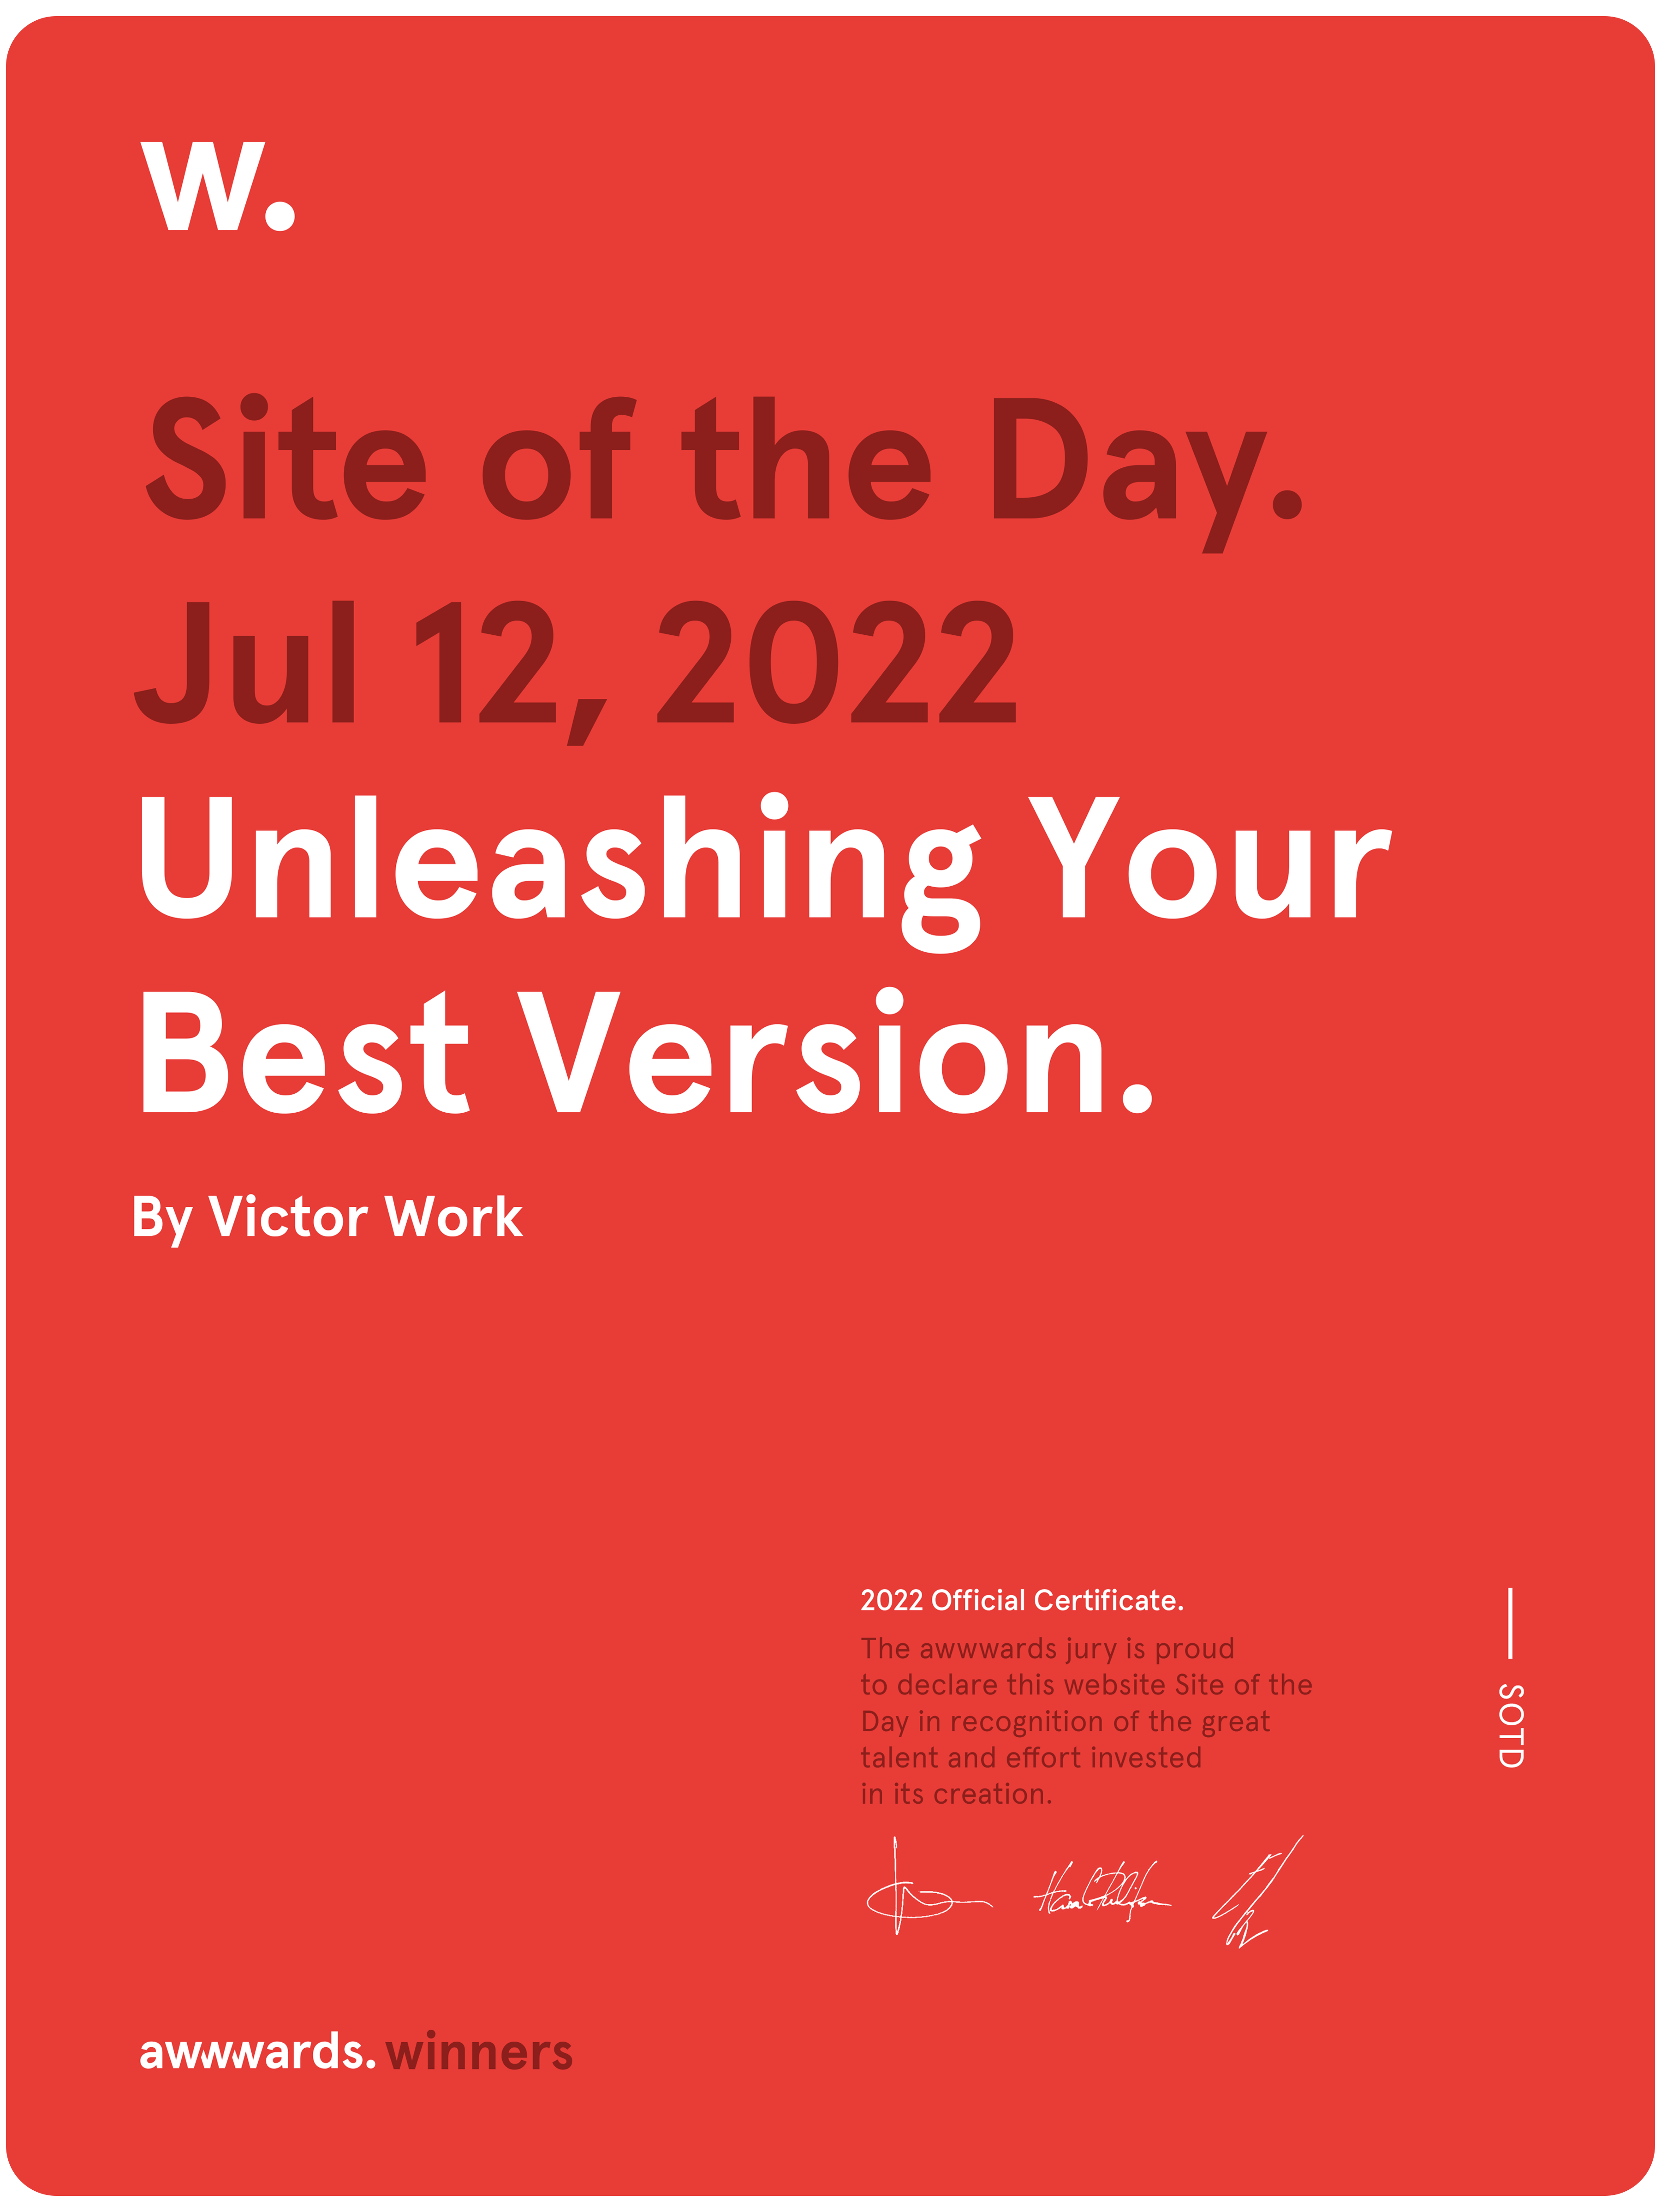 W.
Site of the Day.
Jul 12, 2022
Unleashing Your
Best Version.
By Victor Work
2022 Official Certificate.
The awwwards jury is proud
to declare this website Site of the
Day in recognition of the great
talent and effort invested
in its creation.
SOTD
awwwards. winners